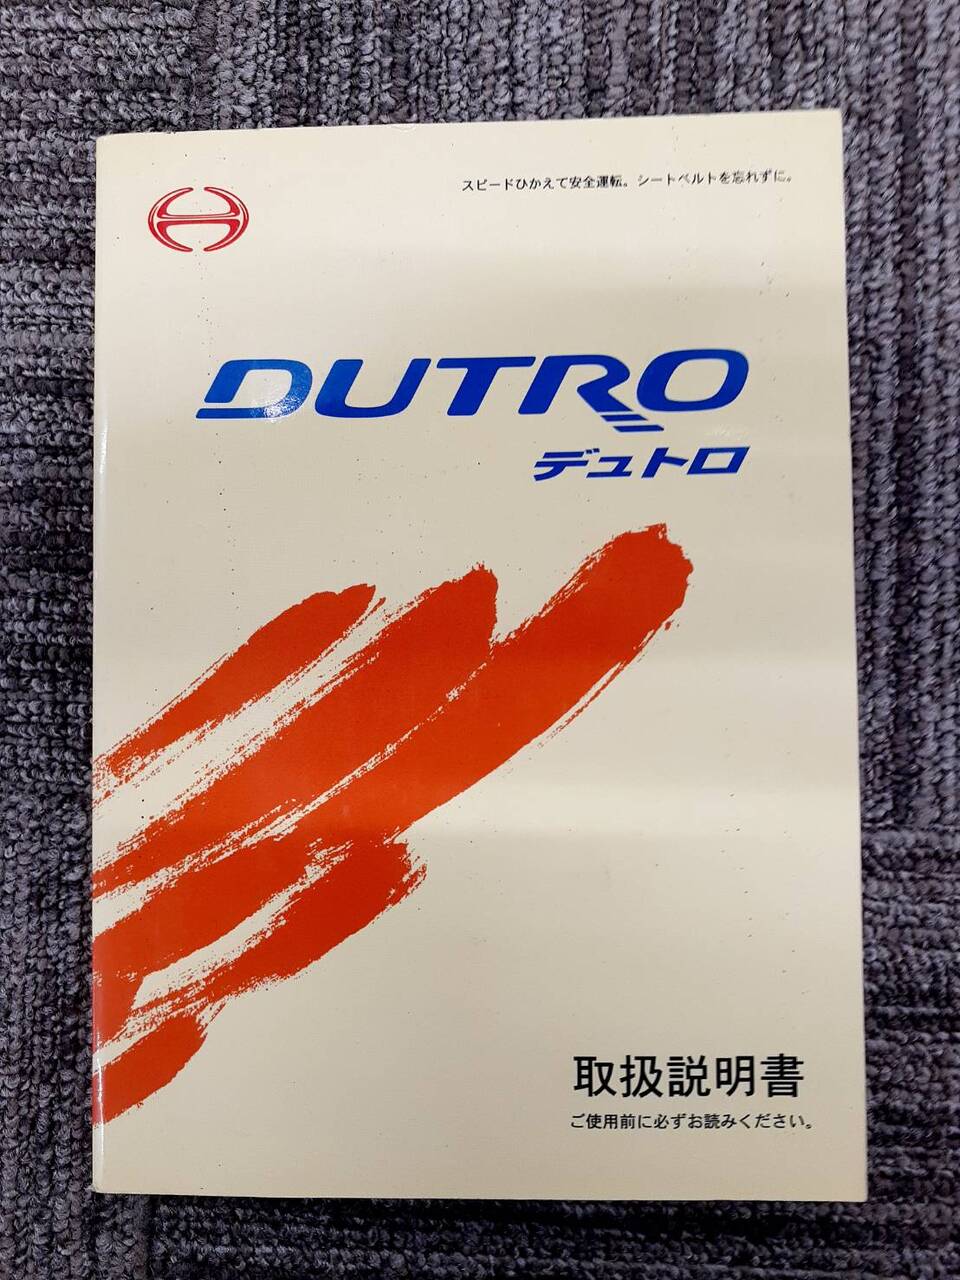 スピードひかえて安全運転。シートベルトを忘れずに。
DUTRO
デュトロ
取扱説明書
ご使用前に必ずお読みください。